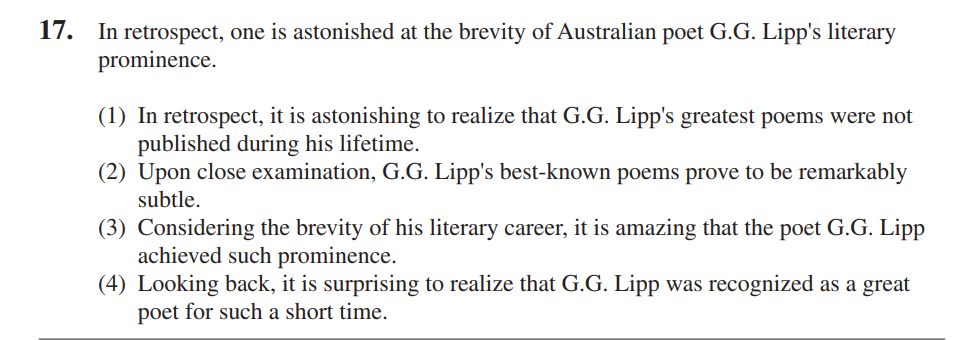 17. In retrospect, one is astonished at the brevity of Australian poet G.G. Lipp's literary
prominence.
(1) In retrospect, it is astonishing to realize that G.G. Lipp's greatest poems were not
published during his lifetime.
(2) Upon close examination, G.G. Lipp's best-known poems prove to be remarkably
subtle.
(3) Considering the brevity of his literary career, it is amazing that the poet G.G. Lipp
achieved such prominence.
(4) Looking back, it is surprising to realize that G.G. Lipp was recognized as a great
poet for such a short time.